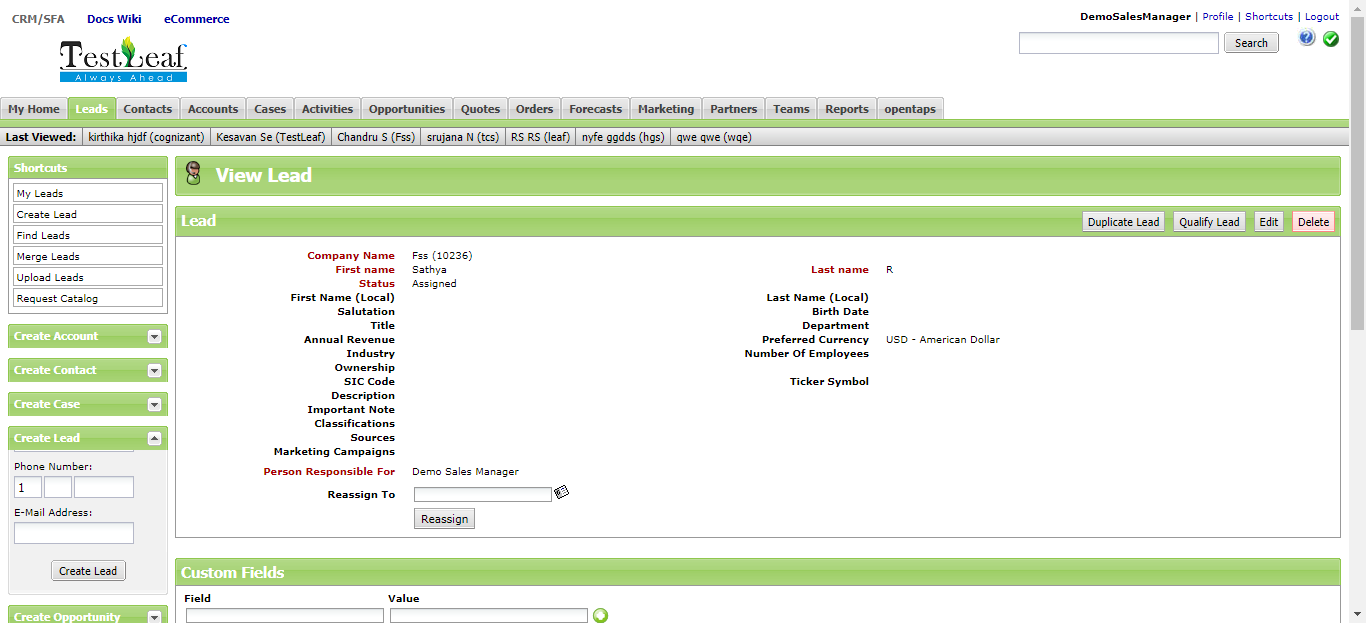 CRM/SFA Docs Wiki eCommerce
DemoSalesManager | Profile | Shortcuts | Logout
TestLeaf
Always Ahead
Search
My Home Leads Contacts Accounts Cases Activities Opportunities Quotes Orders Forecasts Marketing Partners Teams Reports opentaps
Last Viewed: kirthika hjdf (cognizant) Kesavan Se (TestLeaf) Chandru S (Fss) srujana N (tcs) RS RS (leaf) nyfe ggdds (hgs) qwe qwe (wqe)
Shortcuts
My Leads
Create Lead
Find Leads
Merge Leads
Upload Leads
Request Catalog
Create Account
Create Contact
Create Case
Create Lead
Phone Number:
1
E-Mail Address:
Create Lead
Create Opportunity
View Lead
Lead Duplicate Lead Qualify Lead Edit Delete
Company Name Fss (10236)
First name Sathya Last name R
Status Assigned
First Name (Local) Last Name (Local)
Salutation Birth Date
Title Department
Annual Revenue Preferred Currency USD - American Dollar
Industry Number Of Employees
Ownership
SIC Code Ticker Symbol
Description
Important Note
Classifications
Sources
Marketing Campaigns
Person Responsible For Demo Sales Manager
Reassign To
Reassign
Custom Fields
Field Value